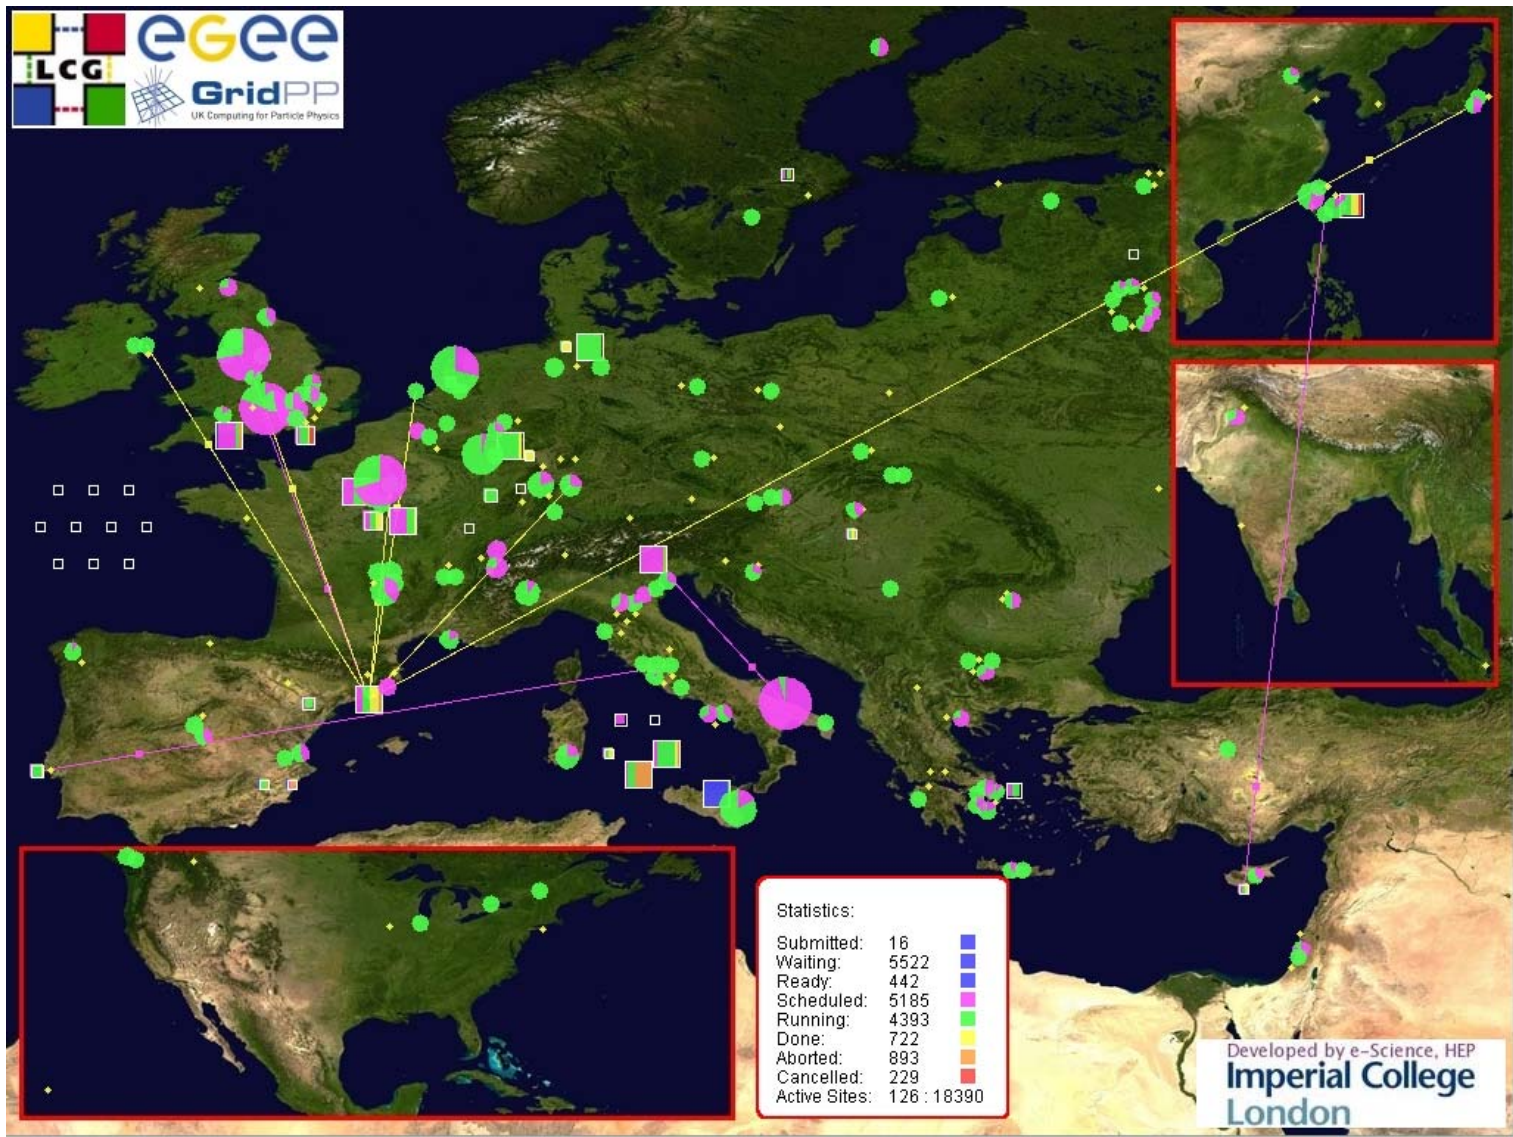 LCG
eGee
GridPP
UK Computing for Particle Physics
Statistics:
Submitted: 16
Waiting: 5522
Ready: 442
Scheduled: 5185
Running: 4393
Done: 722
Aborted: 893
Cancelled: 229
Active Sites: 126 : 18390
Developed by e-Science, HEP
Imperial College
London